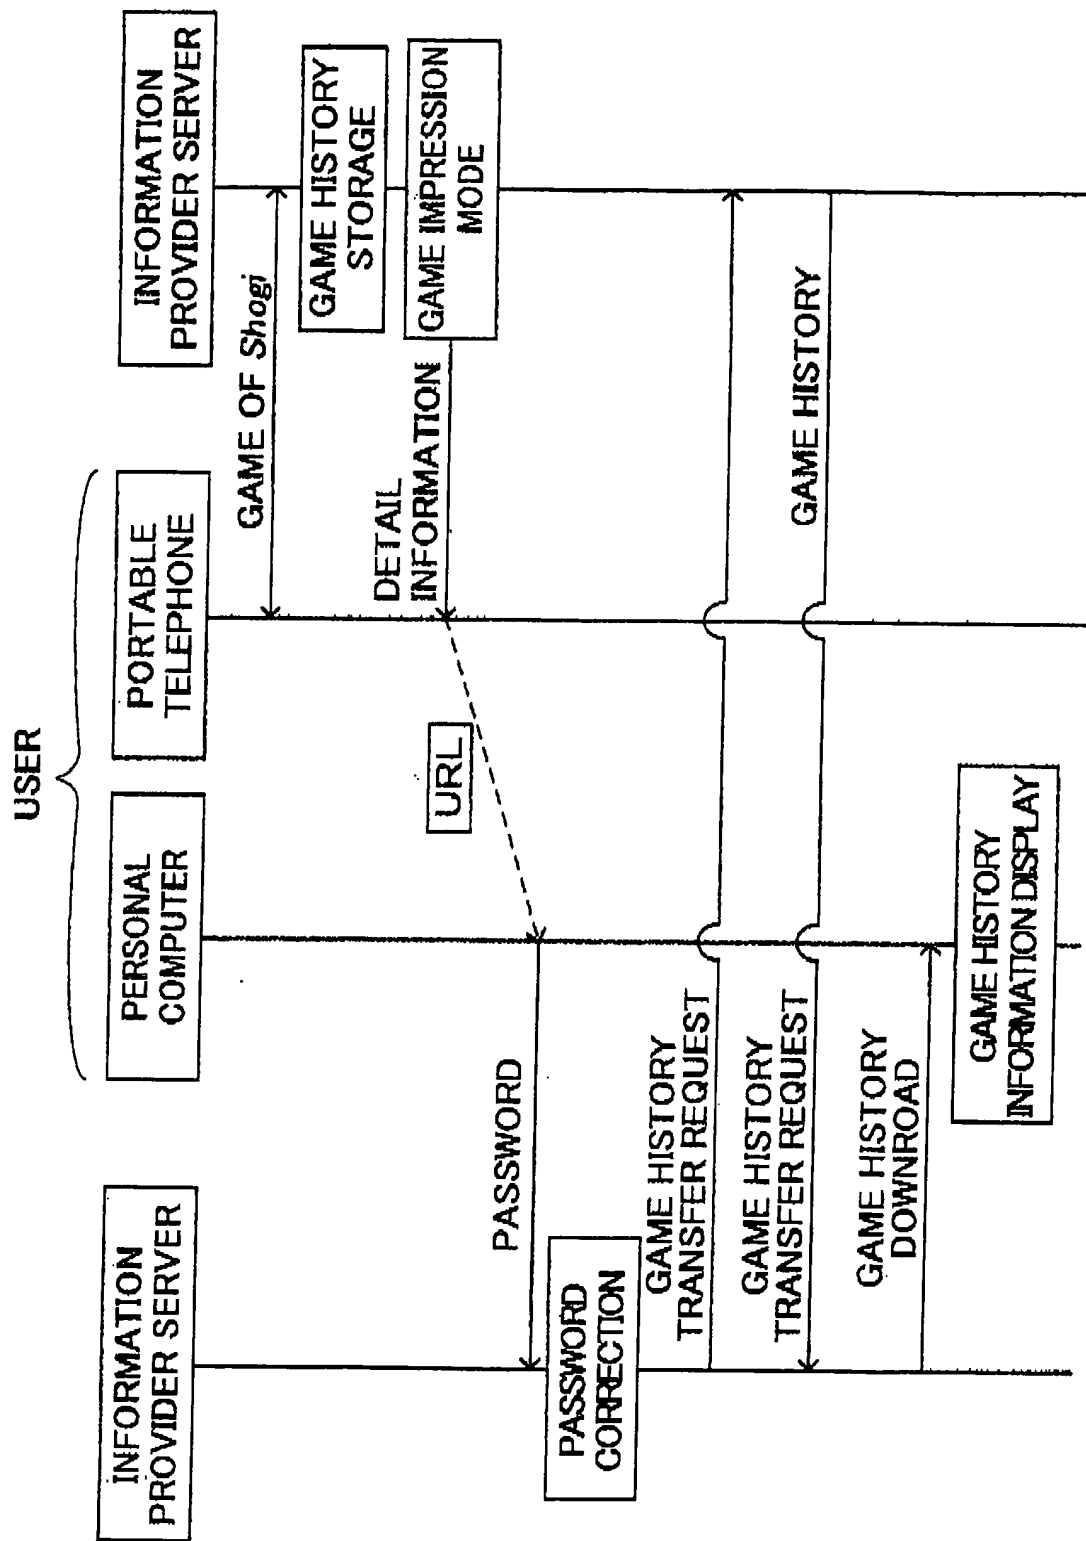 USER
INFORMATION
PROVIDER SERVER
PERSONAL
COMPUTER
PORTABLE
TELEPHONE
INFORMATION
PROVIDER SERVER
GAME OF Shogi
GAME HISTORY
STORAGE
GAME IMPRESSION
MODE
DETAIL
INFORMATION
URL
PASSWORD
PASSWORD
CORRECTION
GAME HISTORY
TRANSFER REQUEST
GAME HISTORY
TRANSFER REQUEST
GAME HISTORY
GAME HISTORY
DOWNROAD
GAME HISTORY
INFORMATION DISPLAY